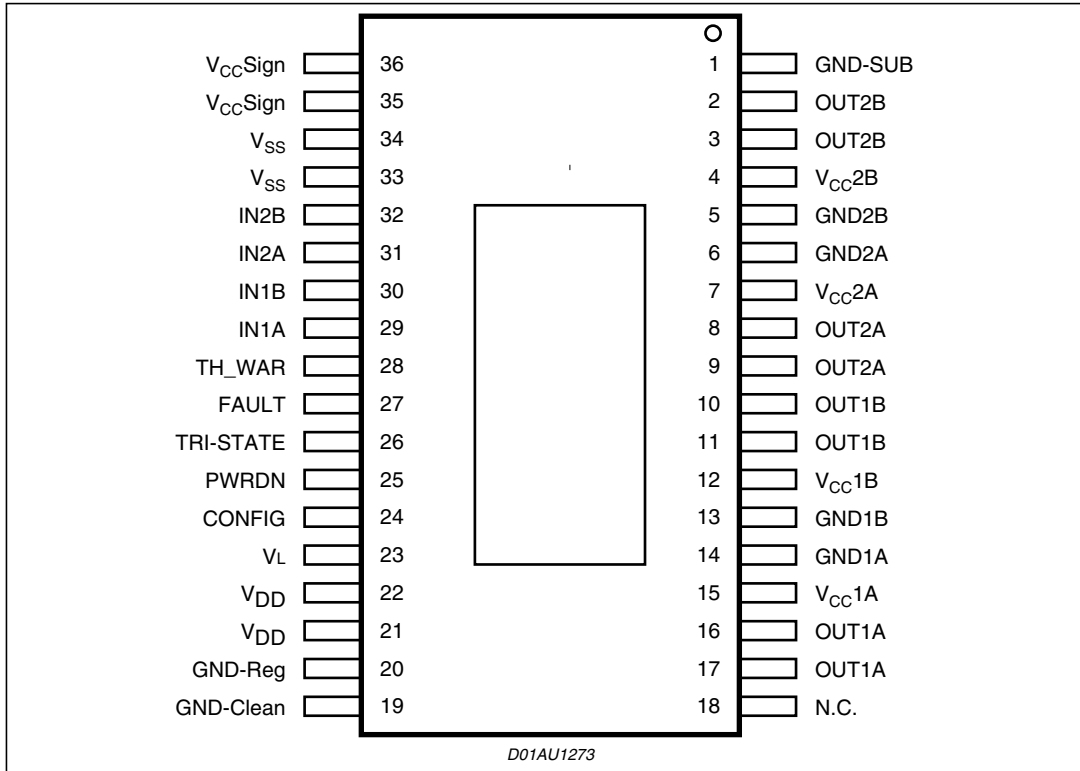 V_CCSign 36 1 GND-SUB
V_CCSign 35 2 OUT2B
V_SS 34 3 OUT2B
V_SS 33 4 V_CC2B
IN2B 32 5 GND2B
IN2A 31 6 GND2A
IN1B 30 7 V_CC2A
IN1A 29 8 OUT2A
TH_WAR 28 9 OUT2A
FAULT 27 10 OUT1B
TRI-STATE 26 11 OUT1B
PWRDN 25 12 V_CC1B
CONFIG 24 13 GND1B
VL 23 14 GND1A
V_DD 22 15 V_CC1A
V_DD 21 16 OUT1A
GND-Reg 20 17 OUT1A
GND-Clean 19 18 N.C.
D01AU1273